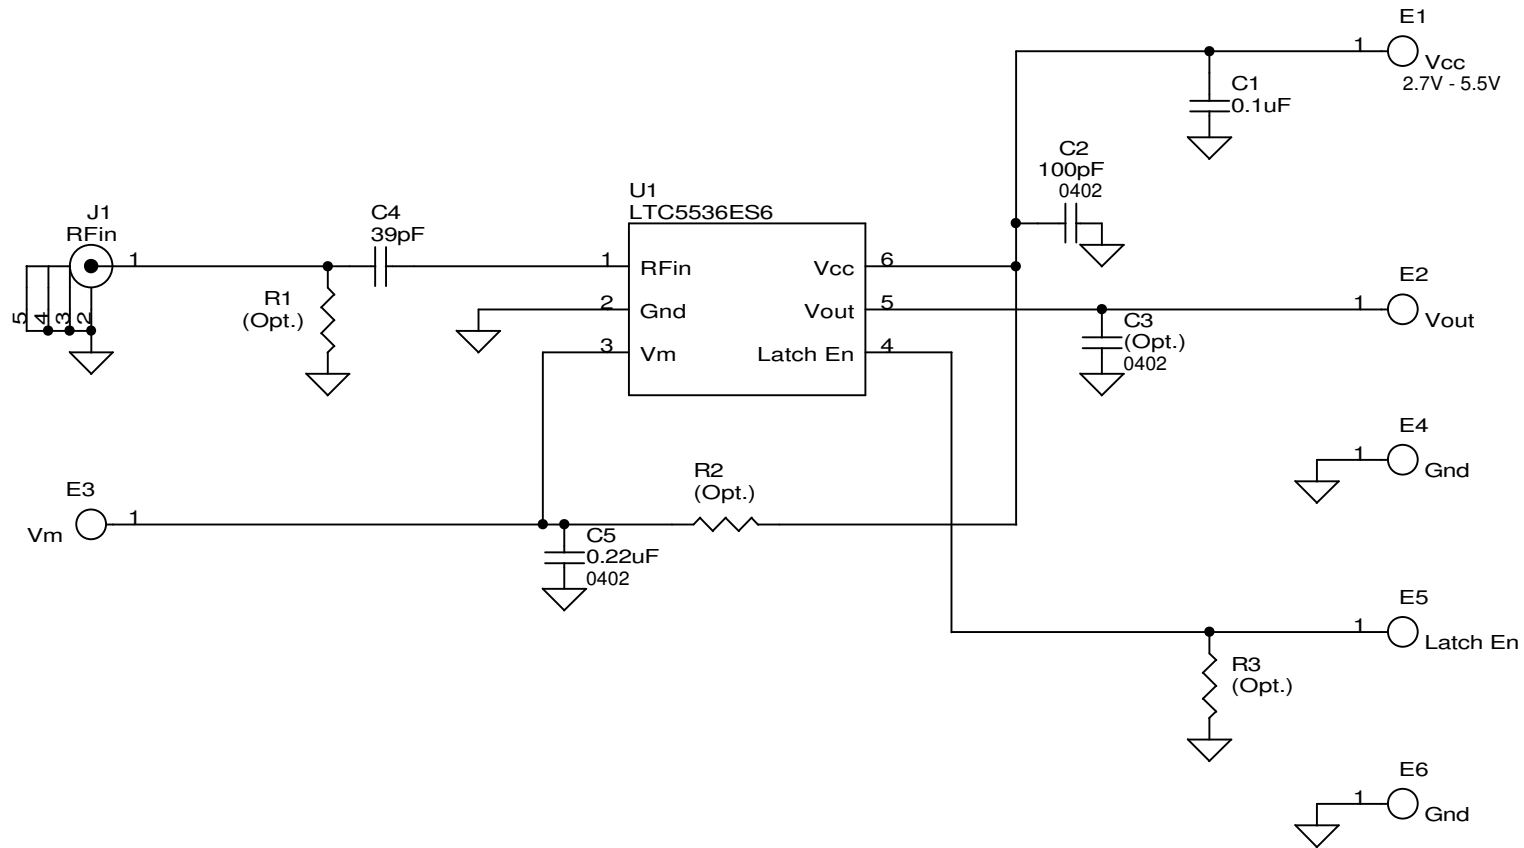 E1
1
Vcc
2.7V - 5.5V
C1
0.1uF
C2
100pF
0402
U1
LTC5536ES6
J1
RFin
1
5
4
3
2
C4
39pF
R1
(Opt.)
1
RFin
2
Gnd
3
Vm
Vcc
6
Vout
5
Latch En
4
E2
1
Vout
C3
(Opt.)
0402
E4
1
Gnd
R2
(Opt.)
E3
1
Vm
C5
0.22uF
0402
E5
1
Latch En
R3
(Opt.)
E6
1
Gnd